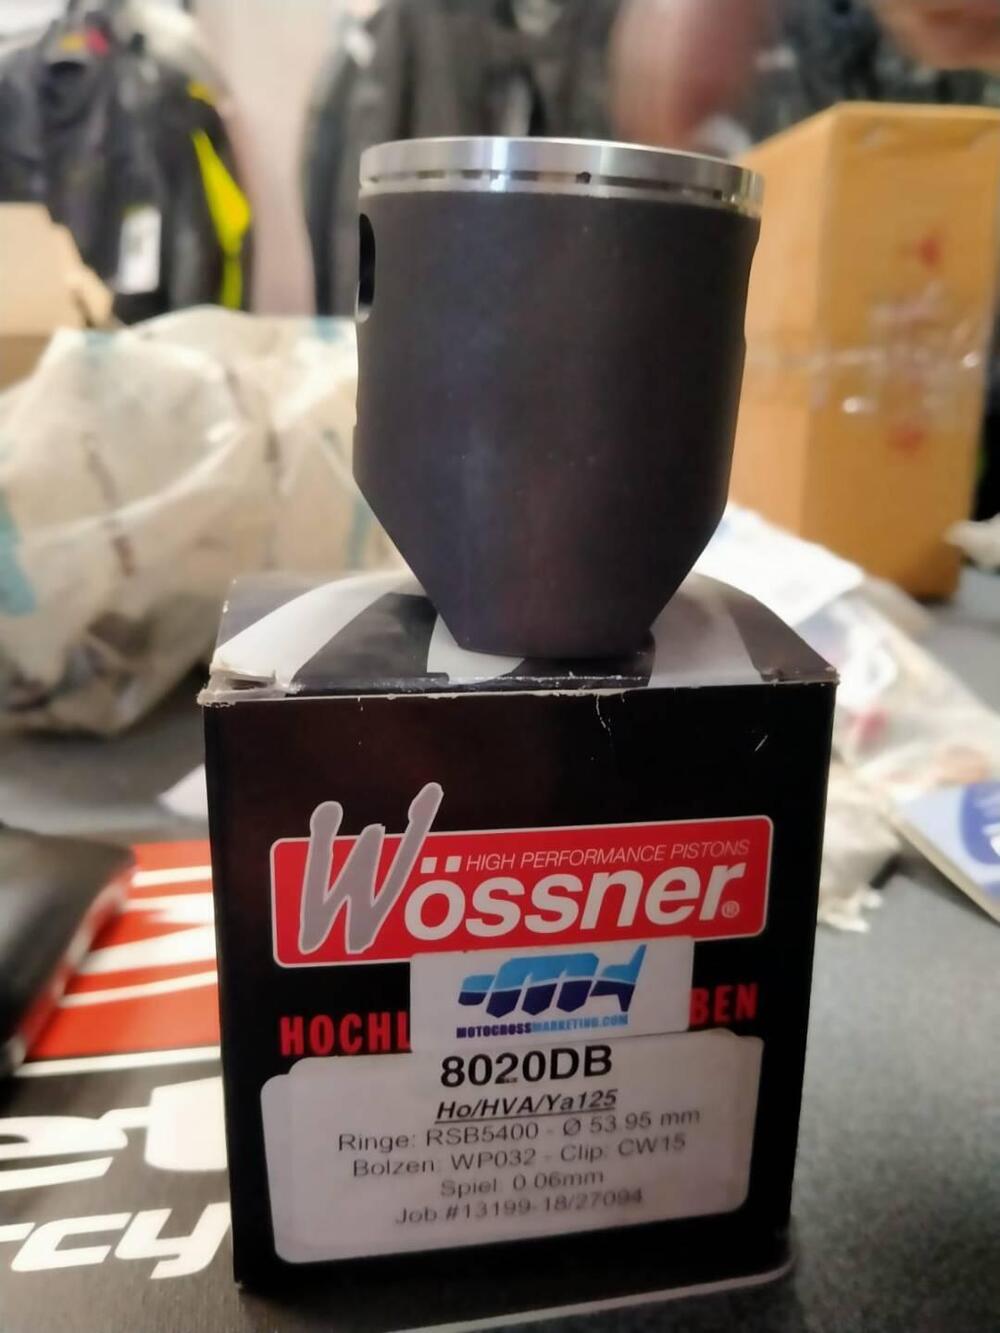 HIGH PERFORMANCE PISTONS
Wössner®
HOCHL BEN
MOTOCROSSMARKETING.COM
8020DB
Ho/HVA/Ya125
Ringe: RSB5400 - Ø 53.95 mm
Bolzen: WP032 - Clip: CW15
Spiel: 0.06mm
Job #13199-18/27094
rcy